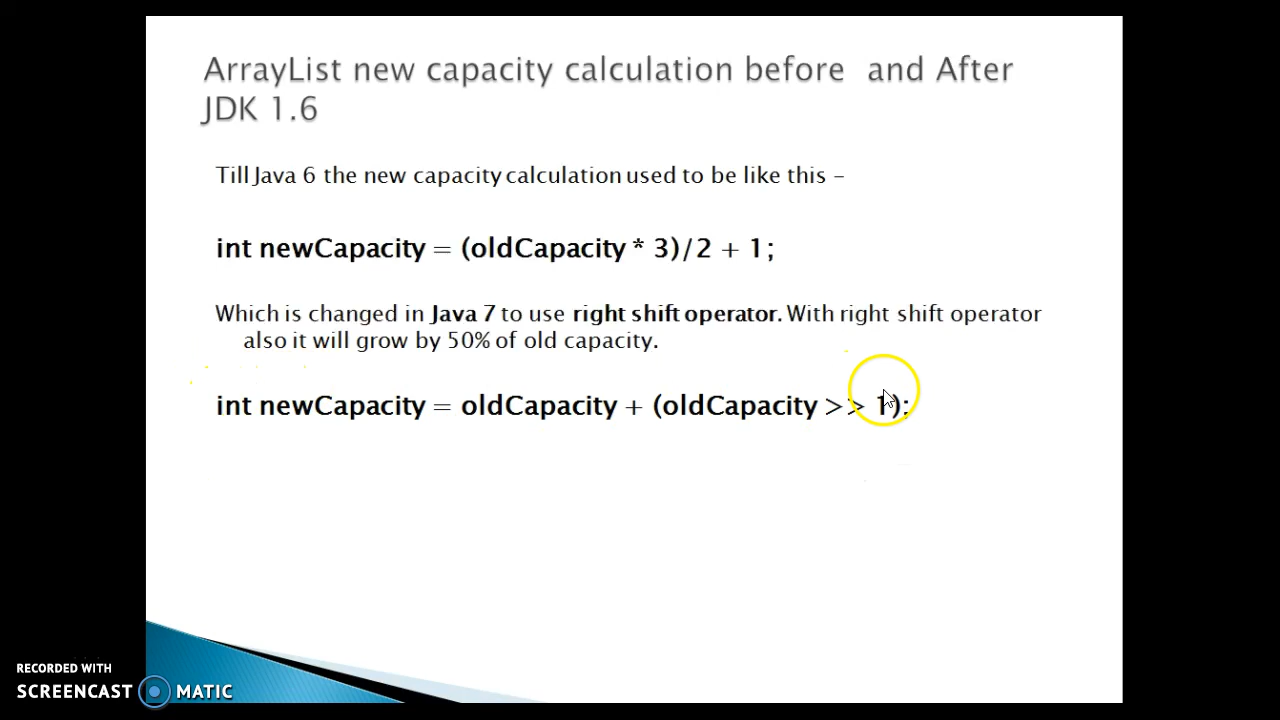 ArrayList new capacity calculation before and After
JDK 1.6
Till Java 6 the new capacity calculation used to be like this –
int newCapacity = (oldCapacity * 3)/2 + 1;
Which is changed in Java 7 to use right shift operator. With right shift operator
also it will grow by 50% of old capacity.
int newCapacity = oldCapacity + (oldCapacity >> 1);
RECORDED WITH
SCREENCAST MATIC